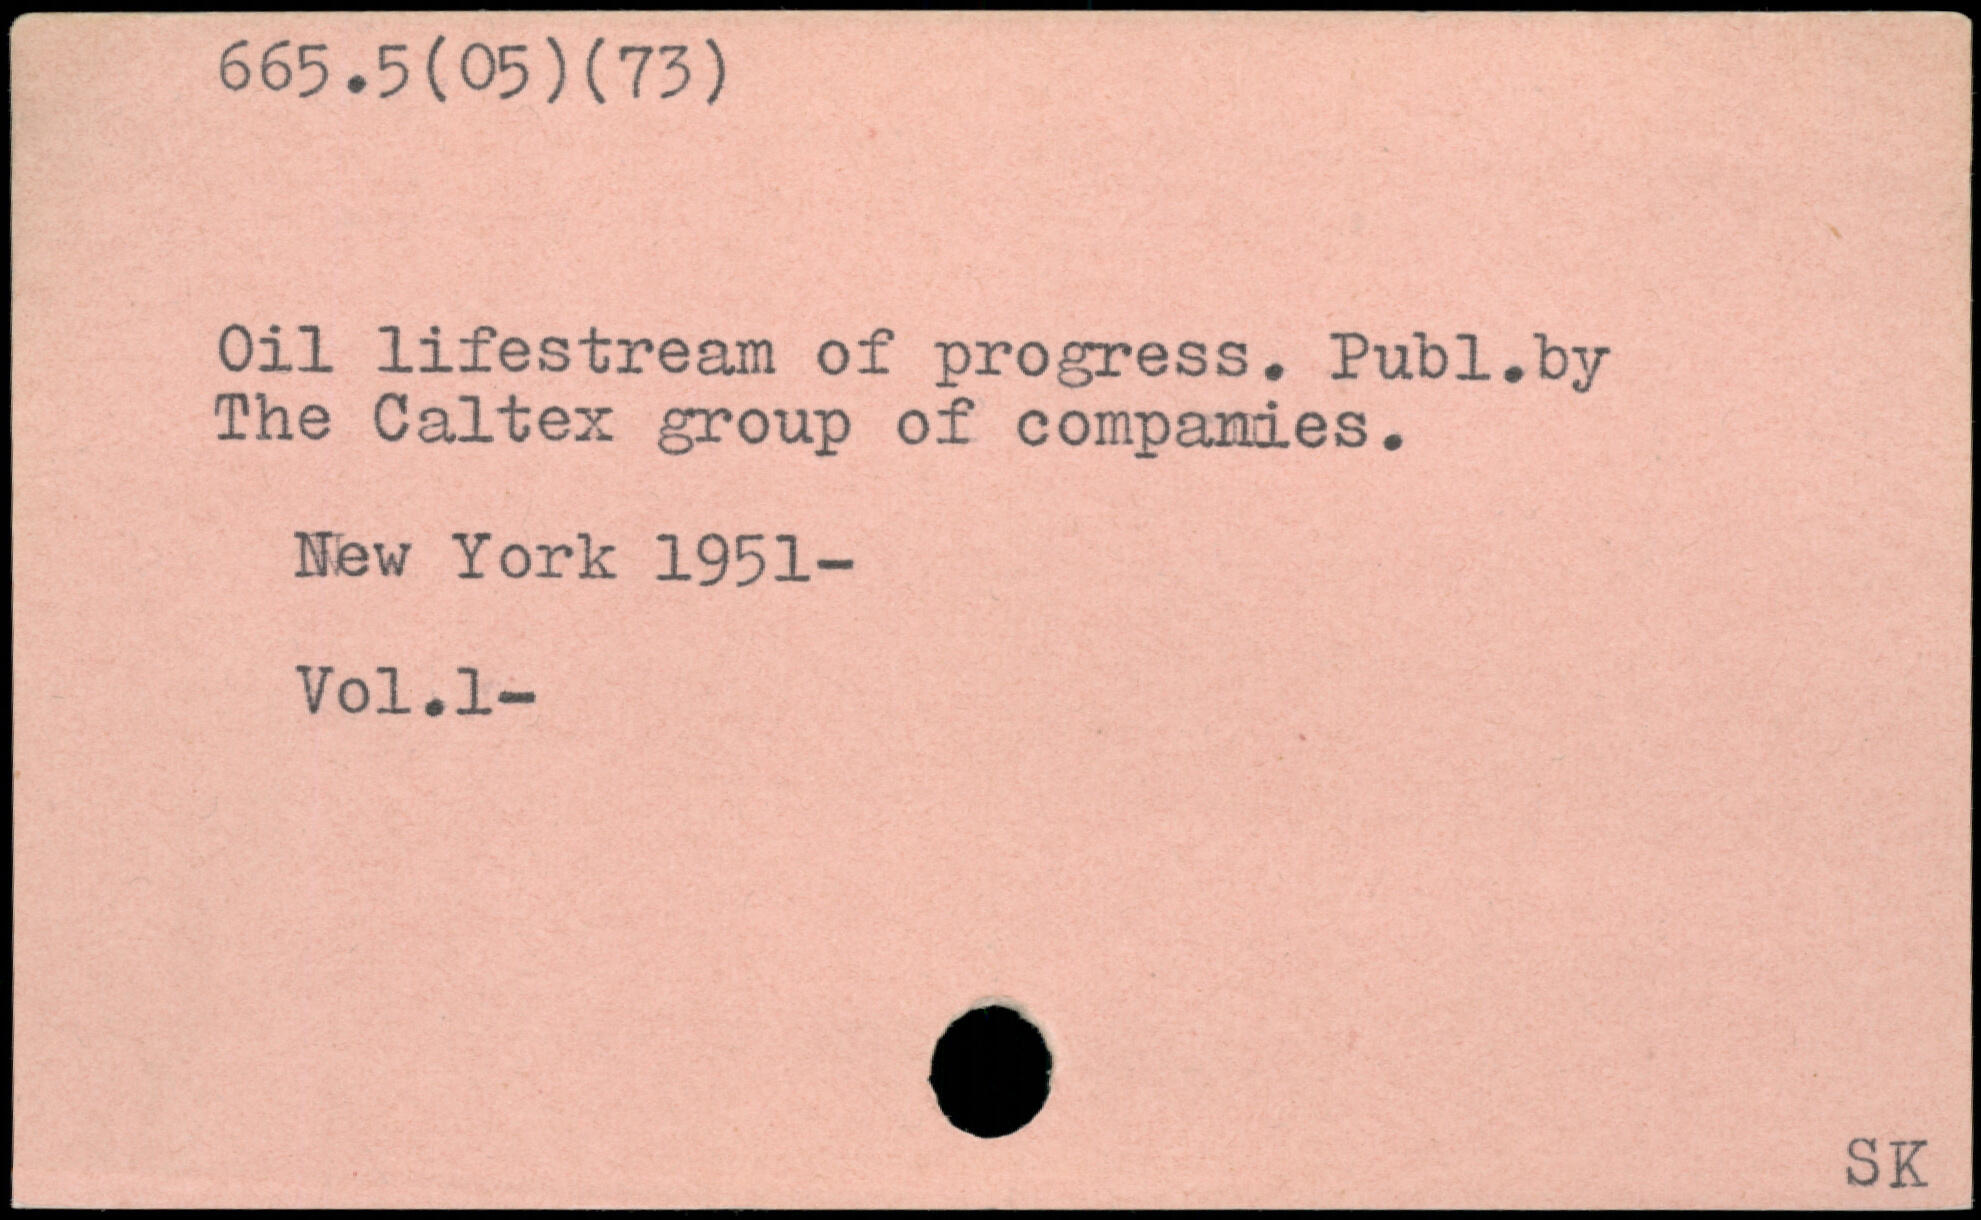 665.5(05)(73)
Oil lifestream of progress. Publ.by
The Caltex group of companies.
New York 1951-
Vol.1-
SK